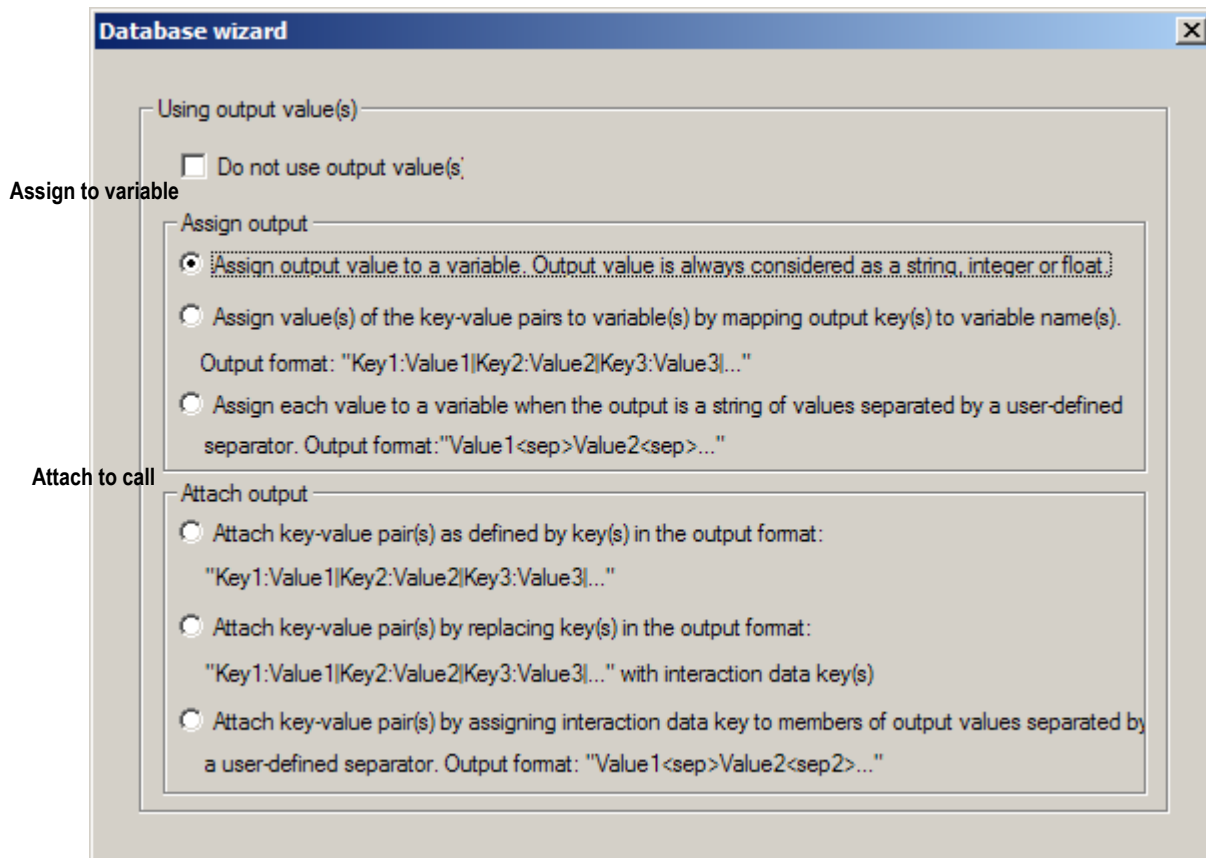 Database wizard
Using output value(s)
Do not use output value(s)
Assign to variable
Assign output
Assign output value to a variable. Output value is always considered as a string, integer or float.
Assign value(s) of the key-value pairs to variable(s) by mapping output key(s) to variable name(s).
Output format: "Key1:Value1|Key2:Value2|Key3:Value3|..."
Assign each value to a variable when the output is a string of values separated by a user-defined
separator. Output format:"Value1<sep>Value2<sep>..."
Attach to call
Attach output
Attach key-value pair(s) as defined by key(s) in the output format:
"Key1:Value1|Key2:Value2|Key3:Value3|..."
Attach key-value pair(s) by replacing key(s) in the output format:
"Key1:Value1|Key2:Value2|Key3:Value3|..." with interaction data key(s)
Attach key-value pair(s) by assigning interaction data key to members of output values separated by
a user-defined separator. Output format: "Value1<sep>Value2<sep2>..."